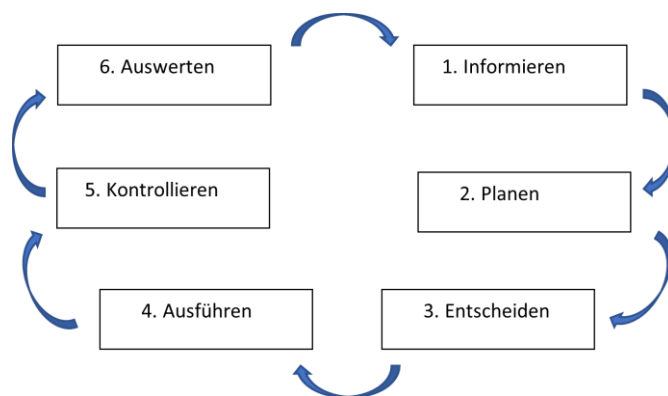 6. Auswerten
1. Informieren
5. Kontrollieren
2. Planen
4. Ausführen
3. Entscheiden